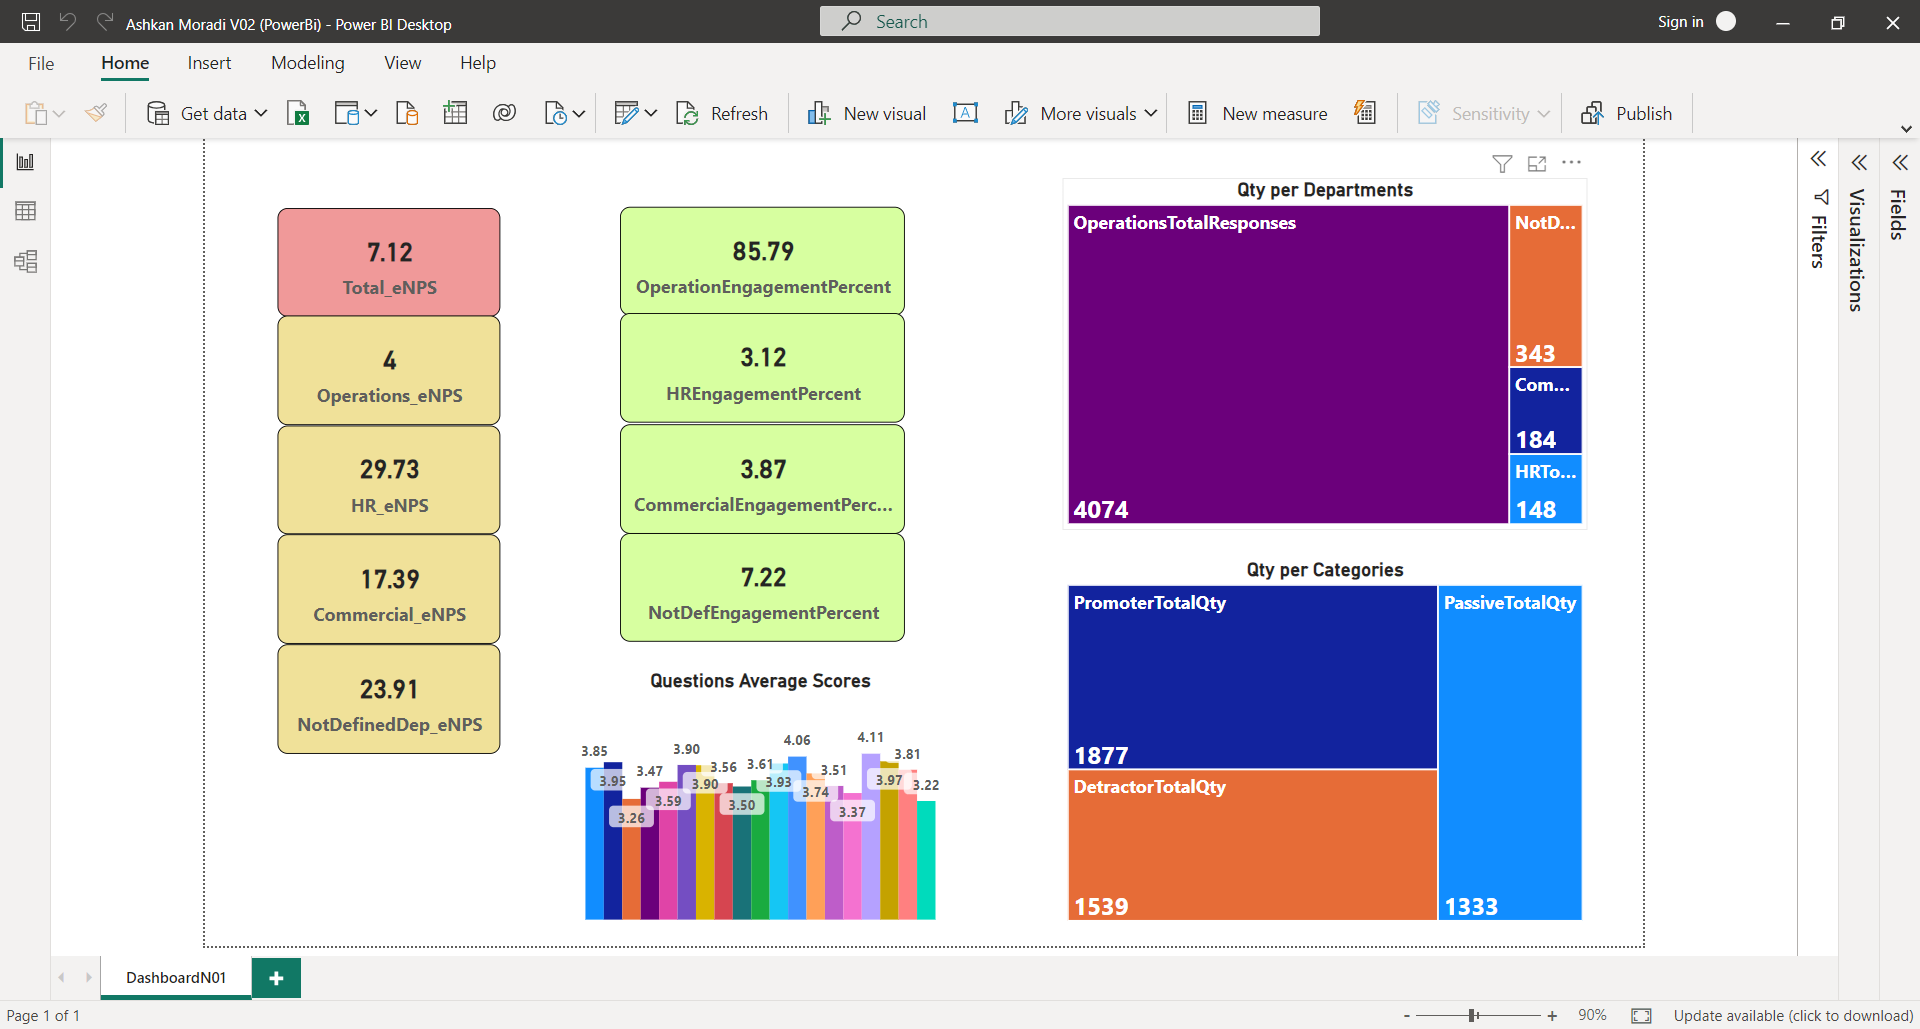 Ashkan Moradi V02 (PowerBi) - Power BI Desktop
Search
Sign in
File
Home
Insert
Modeling
View
Help
Get data
Refresh
New visual
More visuals
New measure
Sensitivity
Publish
7.12
Total_eNPS
4
Operations_eNPS
29.73
HR_eNPS
17.39
Commercial_eNPS
23.91
NotDefinedDep_eNPS
85.79
OperationEngagementPercent
3.12
HREngagementPercent
3.87
CommercialEngagementPerc...
7.22
NotDefEngagementPercent
Questions Average Scores
3.85
3.95
3.26
3.47
3.59
3.90
3.90
3.56
3.50
3.61
3.93
4.06
3.74
3.51
3.37
4.11
3.97
3.81
3.22
Qty per Departments
OperationsTotalResponses
4074
NotD...
343
Com...
184
HRTo...
148
Qty per Categories
PromoterTotalQty
1877
DetractorTotalQty
1539
PassiveTotalQty
1333
Filters
Visualizations
Fields
DashboardN01
Page 1 of 1
-
+
90%
Update available (click to download)